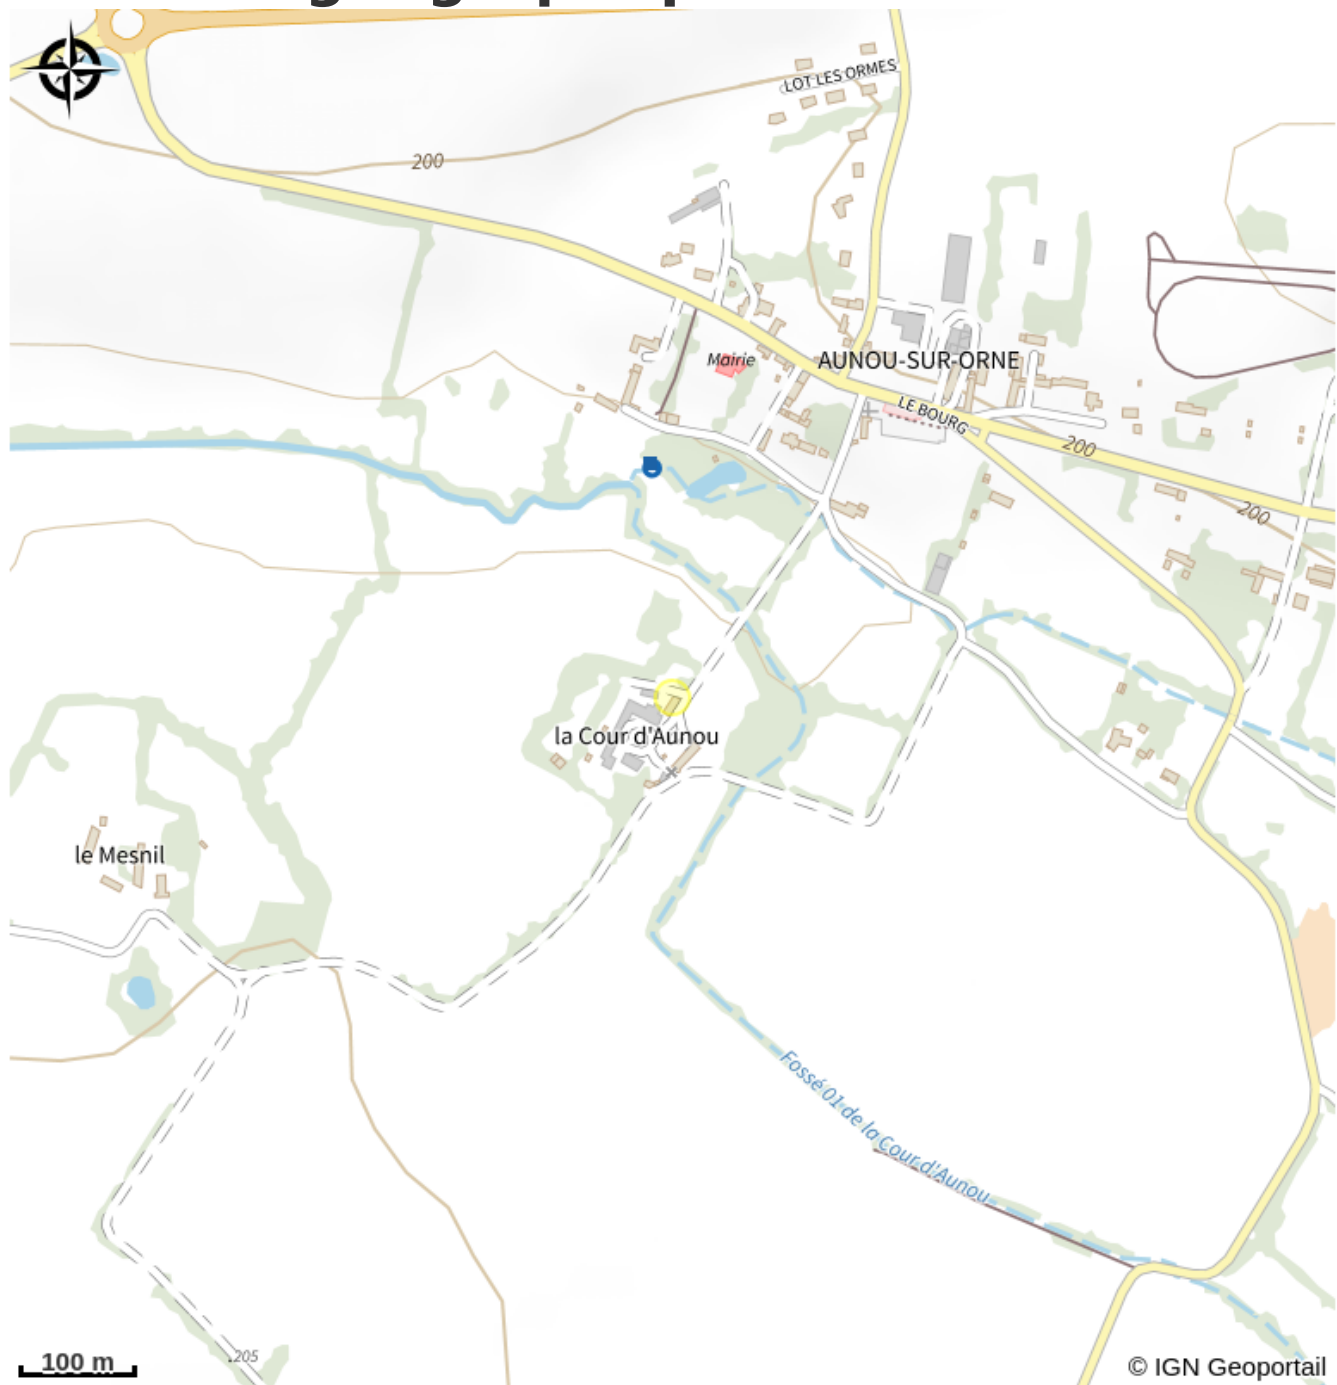 LOT LES ORMES
200
Mairie
AUNOU-SUR-ORNE
LE BOURG
200
200
la Cour d'Aunou
le Mesnil
Fossé 01 de la Cour d'Aunou
205
100 m
© IGN Geoportail